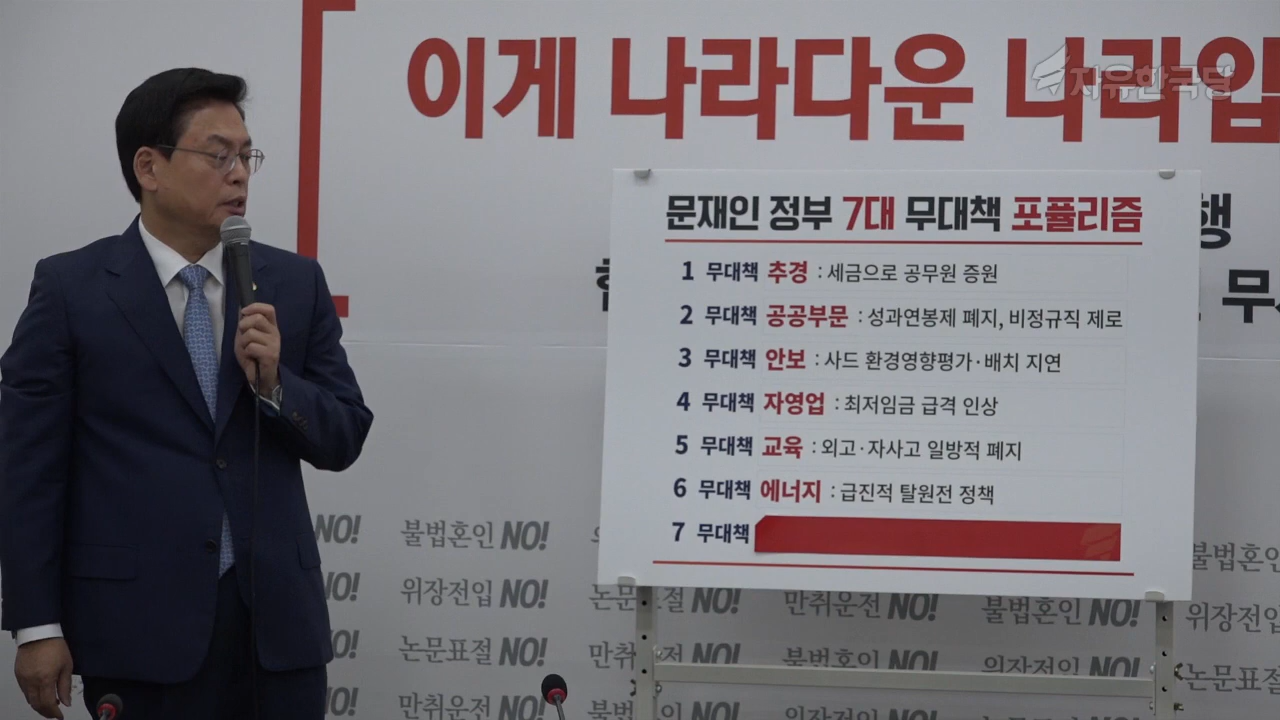 이게 나라다운 나라입
자유한국당
행
무
문재인 정부 7대 무대책 포퓰리즘
1 무대책 추경 : 세금으로 공무원 증원
2 무대책 공공부문 : 성과연봉제 폐지, 비정규직 제로
3 무대책 안보 : 사드 환경영향평가·배치 지연
4 무대책 자영업 : 최저임금 급격 인상
5 무대책 교육 : 외고·자사고 일방적 폐지
6 무대책 에너지 : 급진적 탈원전 정책
7 무대책
NO! 불법혼인 NO! 불법혼인
NO! 위장전입 NO! 논문표절 NO! 만취운전 NO! 불법혼인 NO! 위장전입
NO! 논문표절 NO! 만취 NO! 불법혼인 NO! 위장전입 NO! 논문표절
NO! 만취운전 NO! 불법 NO! 위장전입 NO!